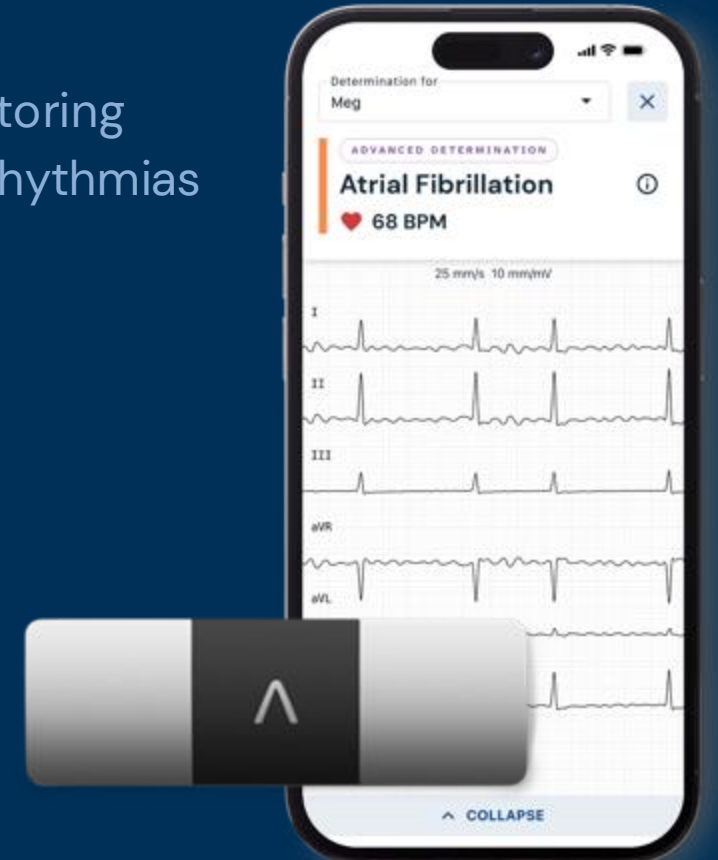 toring
hythmias
Determination for
Meg
ADVANCED DETERMINATION
Atrial Fibrillation
68 BPM
25 mm/s 10 mm/mV
I
II
III
aVR
aVL
COLLAPSE